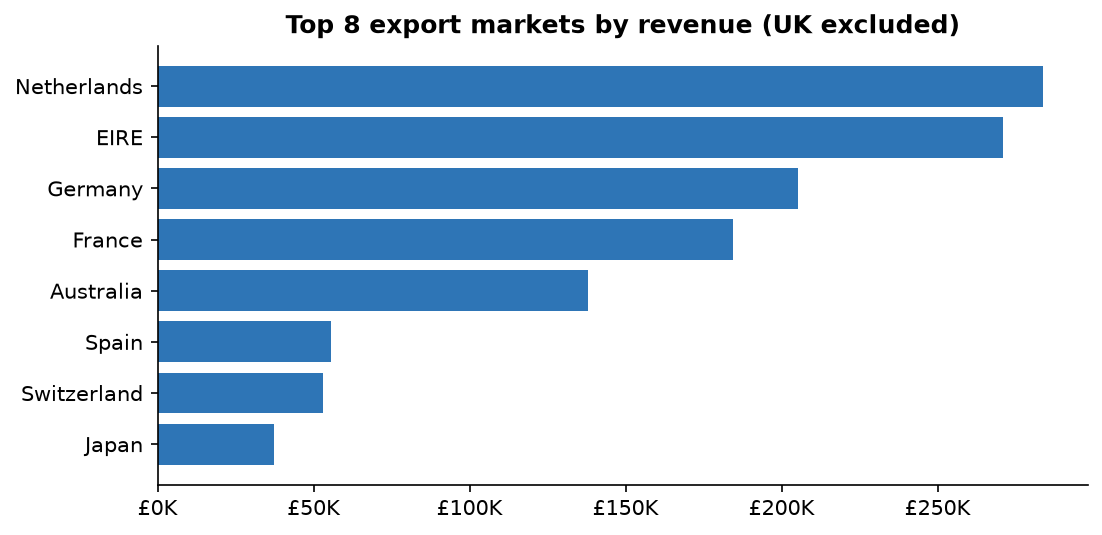 Top 8 export markets by revenue (UK excluded)
Netherlands
EIRE
Germany
France
Australia
Spain
Switzerland
Japan
£0K £50K £100K £150K £200K £250K